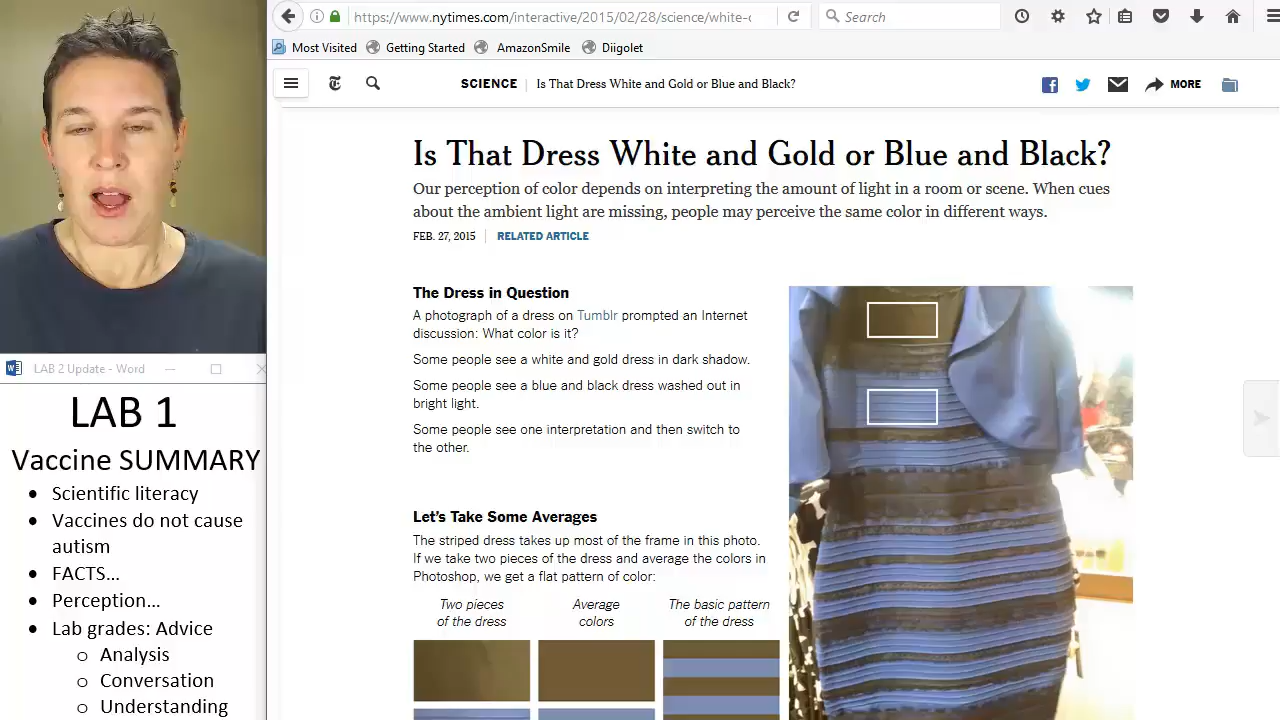 https://www.nytimes.com/interactive/2015/02/28/science/white-
Search
Most Visited
Getting Started
AmazonSmile
Diigolet
SCIENCE
Is That Dress White and Gold or Blue and Black?
MORE
Is That Dress White and Gold or Blue and Black?
Our perception of color depends on interpreting the amount of light in a room or scene. When cues
about the ambient light are missing, people may perceive the same color in different ways.
FEB. 27, 2015
RELATED ARTICLE
The Dress in Question
A photograph of a dress on Tumblr prompted an Internet
discussion: What color is it?
Some people see a white and gold dress in dark shadow.
Some people see a blue and black dress washed out in
bright light.
Some people see one interpretation and then switch to
the other.
Let's Take Some Averages
The striped dress takes up most of the frame in this photo.
If we take two pieces of the dress and average the colors in
Photoshop, we get a flat pattern of color:
Two pieces
of the dress
Average
colors
The basic pattern
of the dress
LAB 2 Update - Word
LAB 1
Vaccine SUMMARY
• Scientific literacy
• Vaccines do not cause
autism
• FACTS…
• Perception…
• Lab grades: Advice
o Analysis
o Conversation
o Understanding